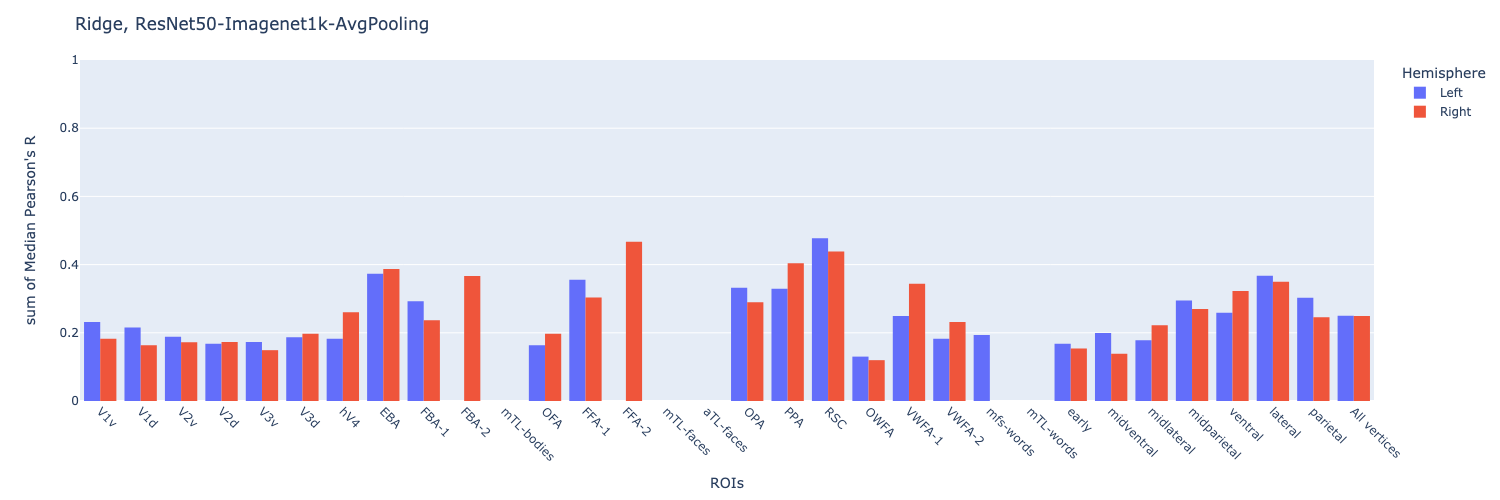 Ridge, ResNet50-Imagenet1k-AvgPooling
Hemisphere
Left
Right
sum of Median Pearson's R
1
0.8
0.6
0.4
0.2
0
V1v
V1d
V2v
V2d
V3v
V3d
hV4
EBA
FBA-1
FBA-2
mTL-bodies
OFA
FFA-1
FFA-2
mTL-faces
aTL-faces
OPA
PPA
RSC
OWFA
VWFA-1
VWFA-2
mfs-words
mTL-words
early
midventral
midlateral
midparietal
ventral
lateral
parietal
All vertices
ROIs